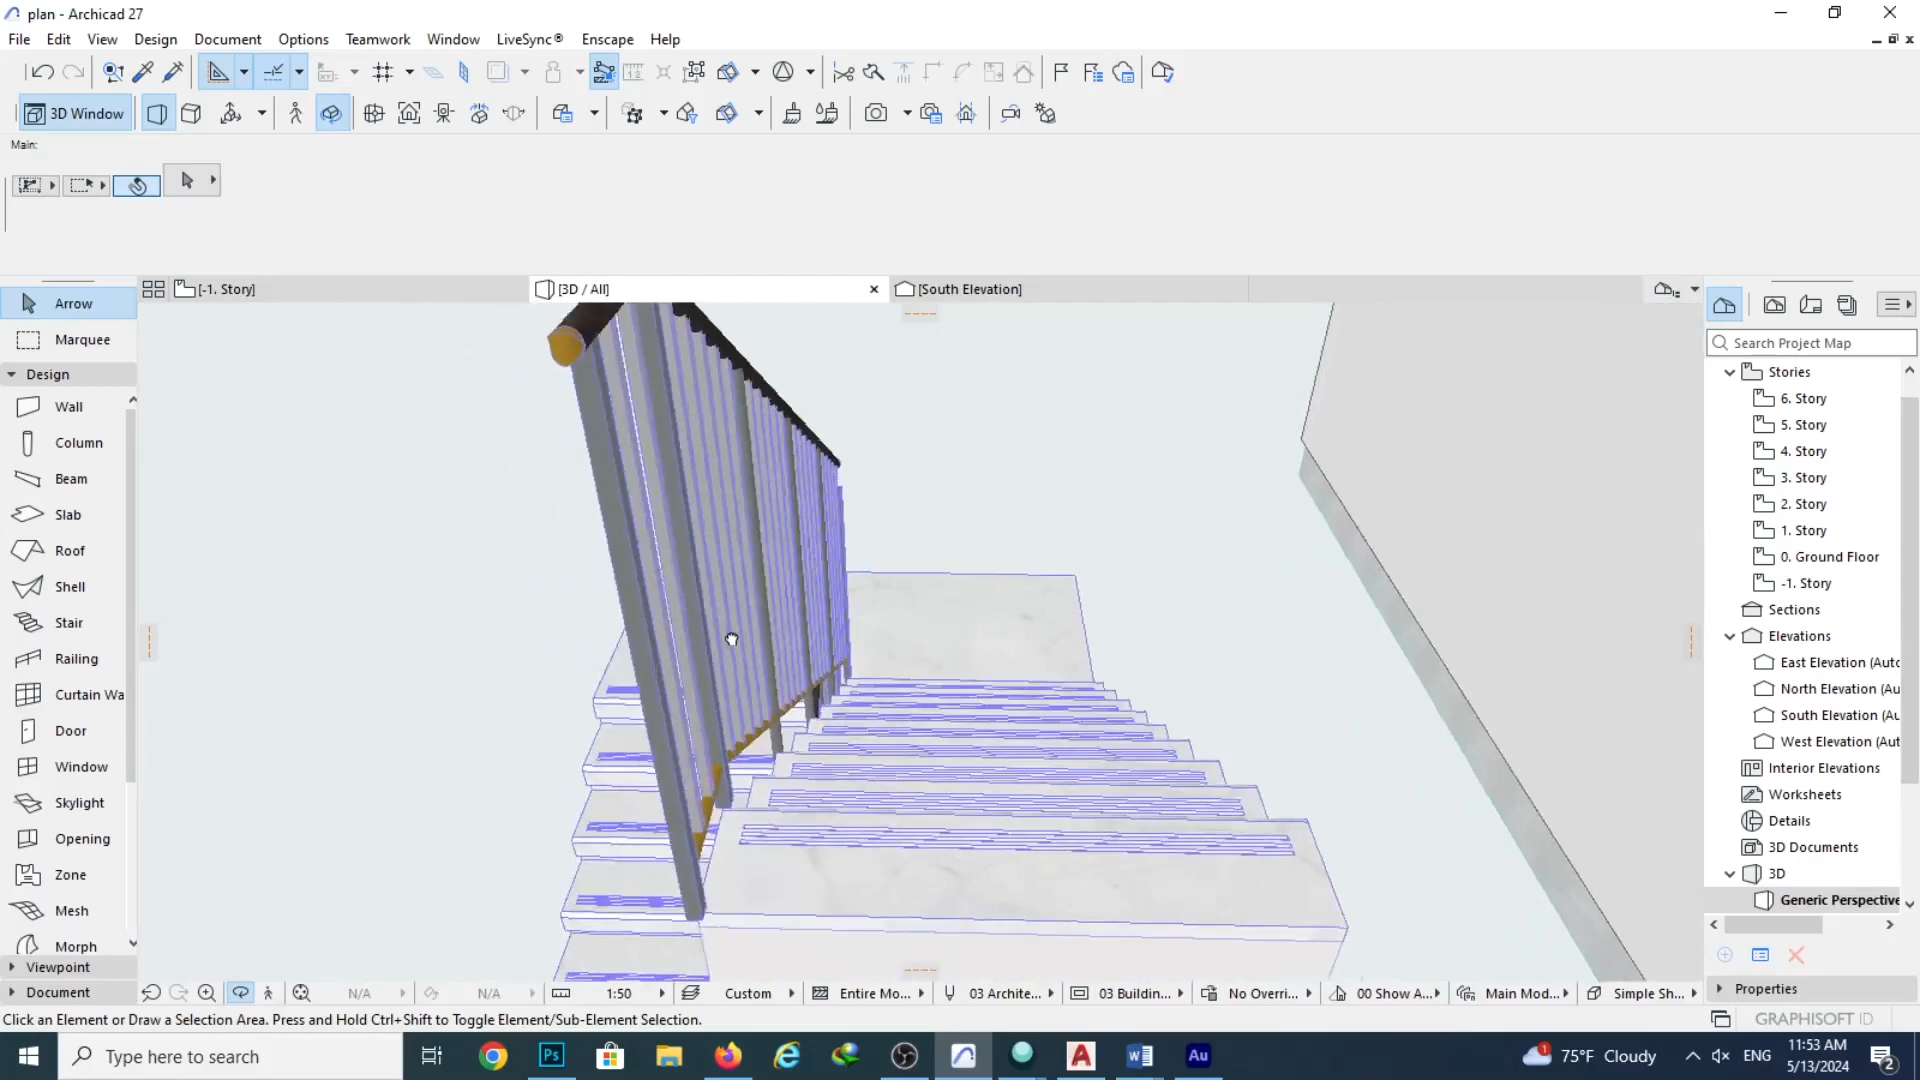 plan - Archicad 27
File Edit View Design Document Options Teamwork Window LiveSync® Enscape Help
3D Window
Main:
[-1. Story] [3D / All] [South Elevation]
Arrow
Marquee
Design
Wall
Column
Beam
Slab
Roof
Shell
Stair
Railing
Curtain Wa
Door
Window
Skylight
Opening
Zone
Mesh
Morph
Viewpoint
Document
Search Project Map
Stories
6. Story
5. Story
4. Story
3. Story
2. Story
1. Story
0. Ground Floor
-1. Story
Sections
Elevations
East Elevation (Auto
North Elevation (Au
South Elevation (Au
West Elevation (Aut
Interior Elevations
Worksheets
Details
3D Documents
3D
Generic Perspective
Properties
N/A N/A 1:50 Custom Entire Mo... 03 Archite... 03 Buildin... No Overri... 00 Show A... Main Mod... Simple Sh...
Click an Element or Draw a Selection Area. Press and Hold Ctrl+Shift to Toggle Element/Sub-Element Selection.
GRAPHISOFT ID
Type here to search
Ps
W
Au
1
75°F Cloudy
ENG
11:53 AM
5/13/2024
2